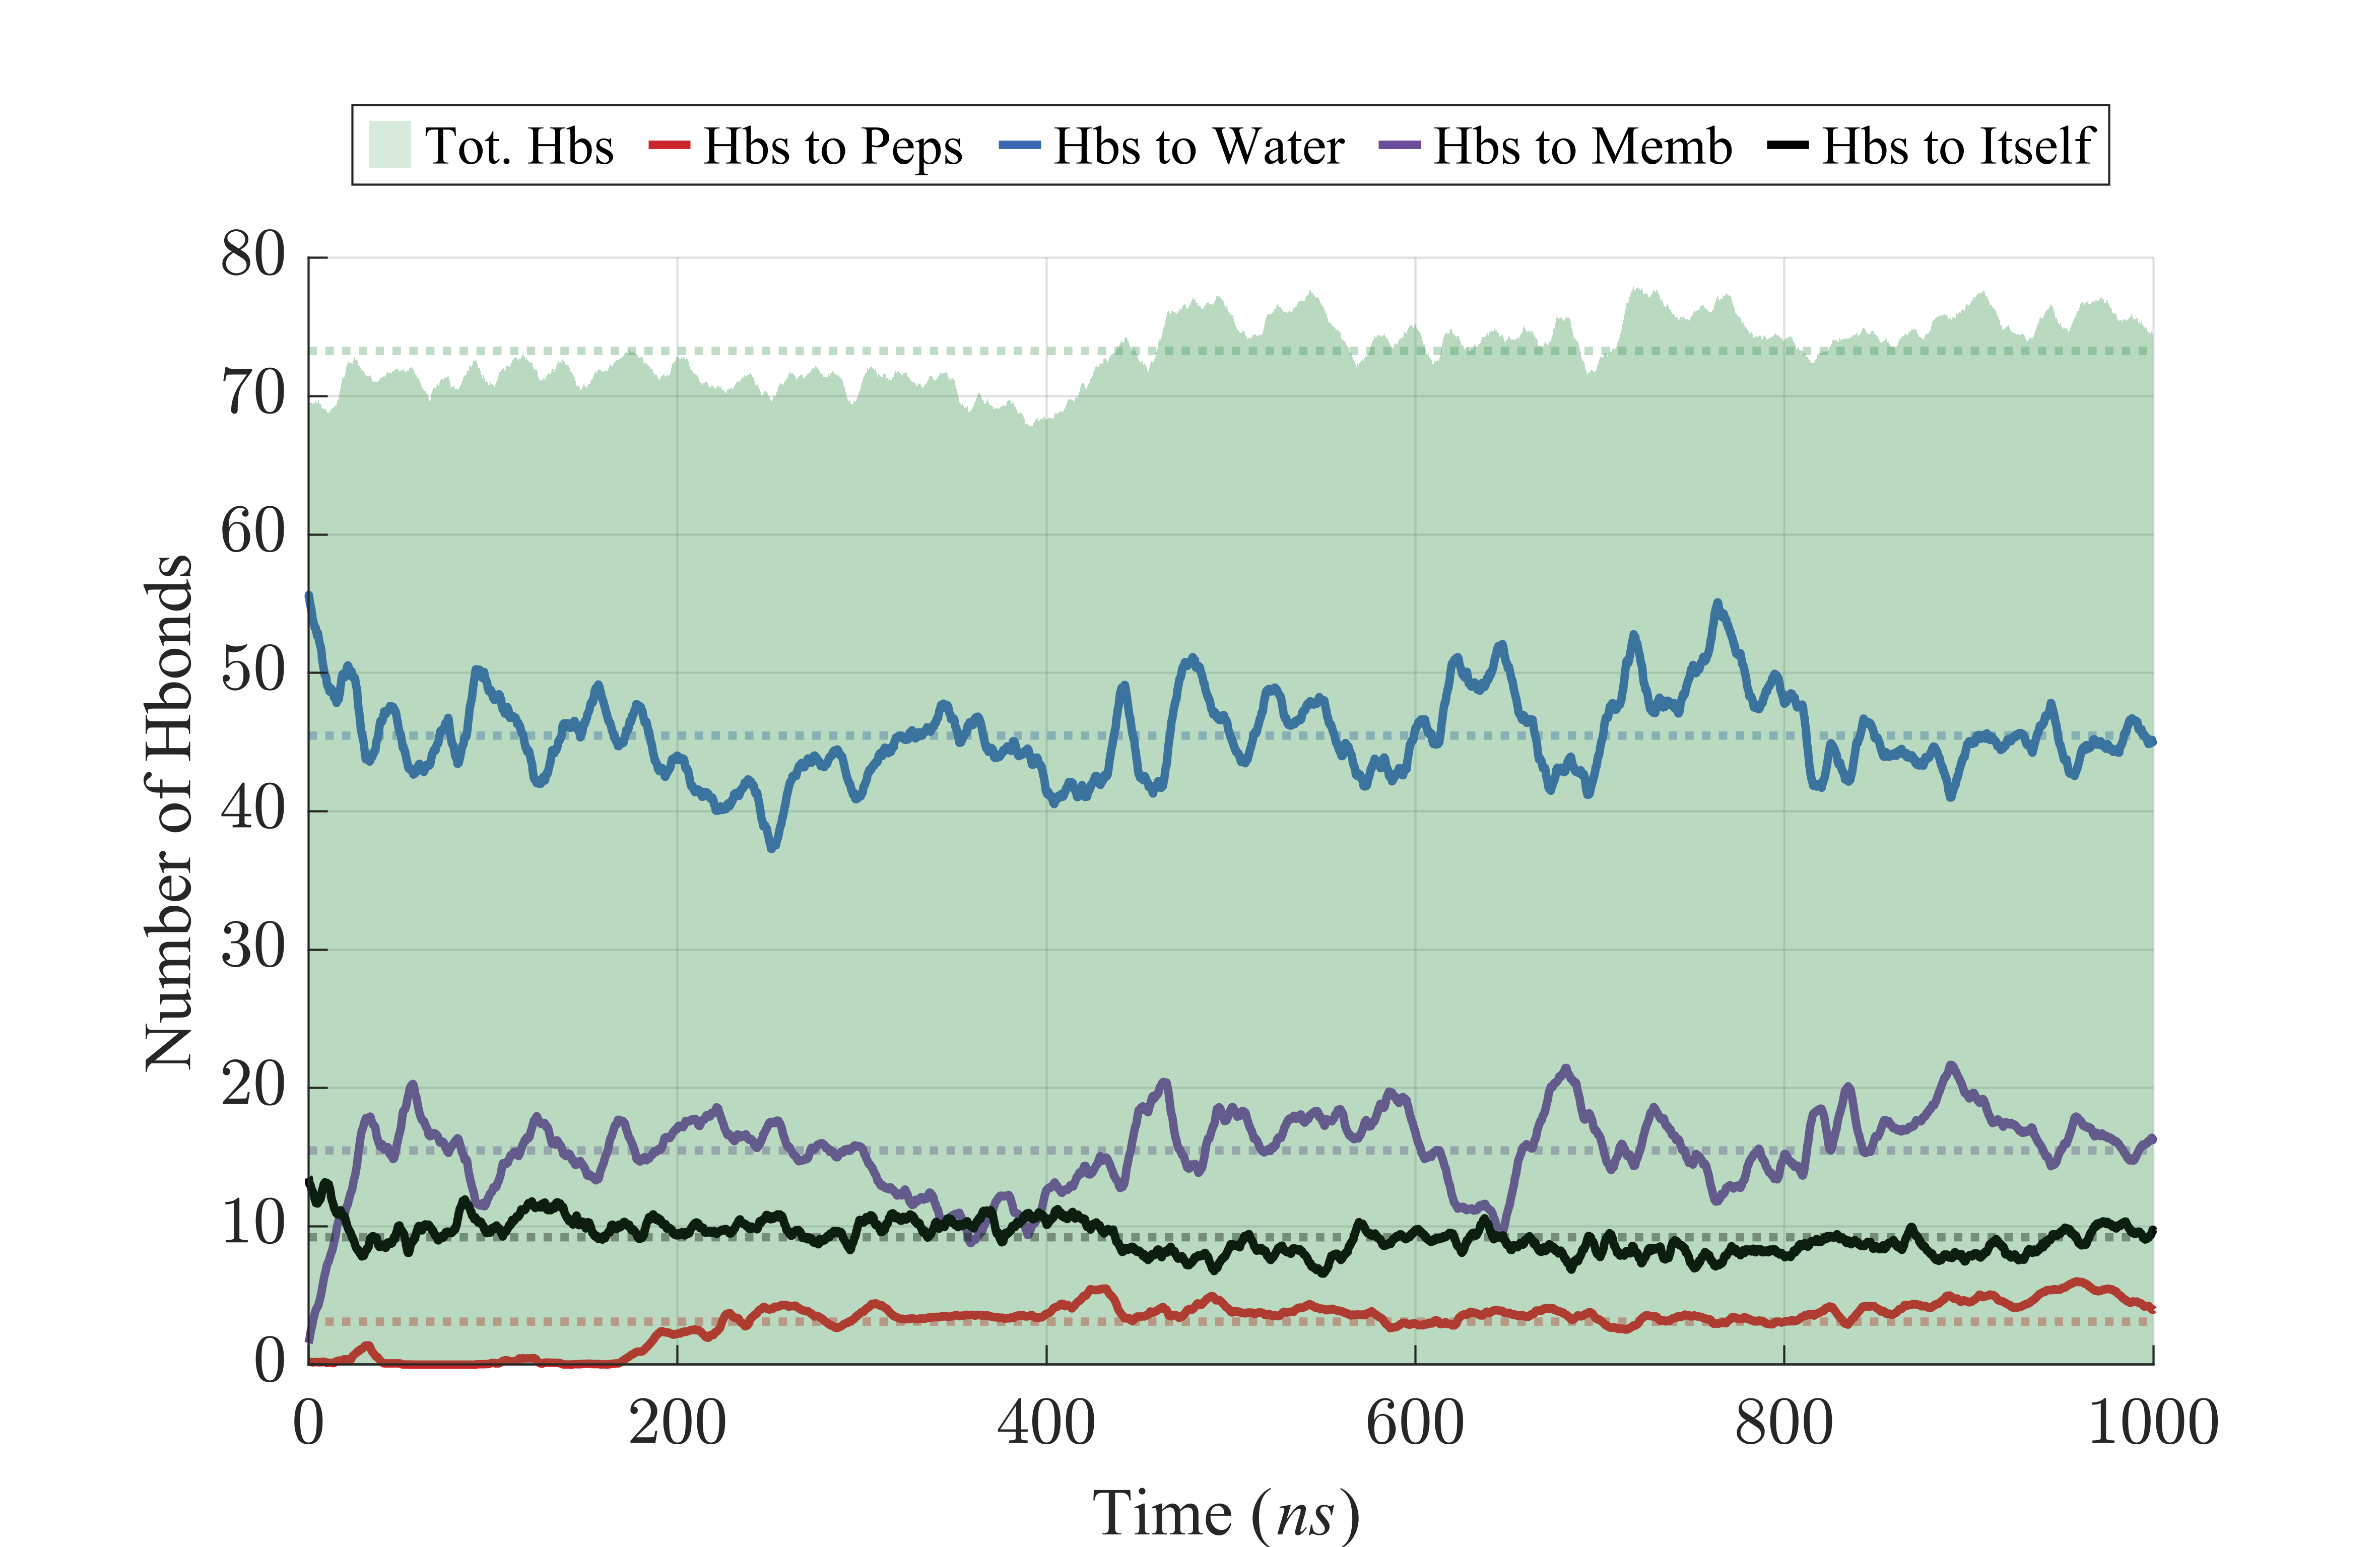 Tot. Hbs Hbs to Peps Hbs to Water Hbs to Memb Hbs to Itself
80
70
60
50
40
30
20
10
0
Number of Hbonds
0 200 400 600 800 1000
Time (ns)